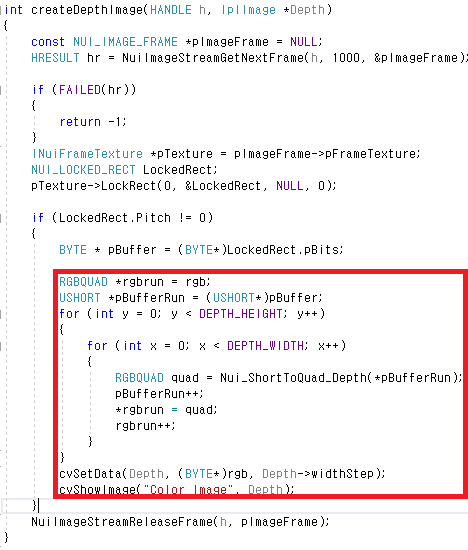 int createDepthImage(HANDLE h, IplImage *Depth)
{
const NUI_IMAGE_FRAME *pImageFrame = NULL;
HRESULT hr = NuiImageStreamGetNextFrame(h, 1000, &pImageFrame);
if (FAILED(hr))
{
return -1;
}
INuiFrameTexture *pTexture = pImageFrame->pFrameTexture;
NUI_LOCKED_RECT LockedRect;
pTexture->LockRect(0, &LockedRect, NULL, 0);
if (LockedRect.Pitch != 0)
{
BYTE * pBuffer = (BYTE*)LockedRect.pBits;
RGBQUAD *rgbrun = rgb;
USHORT *pBufferRun = (USHORT*)pBuffer;
for (int y = 0; y < DEPTH_HEIGHT; y++)
{
for (int x = 0; x < DEPTH_WIDTH; x++)
{
RGBQUAD quad = Nui_ShortToQuad_Depth(*pBufferRun);
pBufferRun++;
*rgbrun = quad;
rgbrun++;
}
}
cvSetData(Depth, (BYTE*)rgb, Depth->widthStep);
cvShowImage("Color Image", Depth);
}
NuiImageStreamReleaseFrame(h, pImageFrame);
}